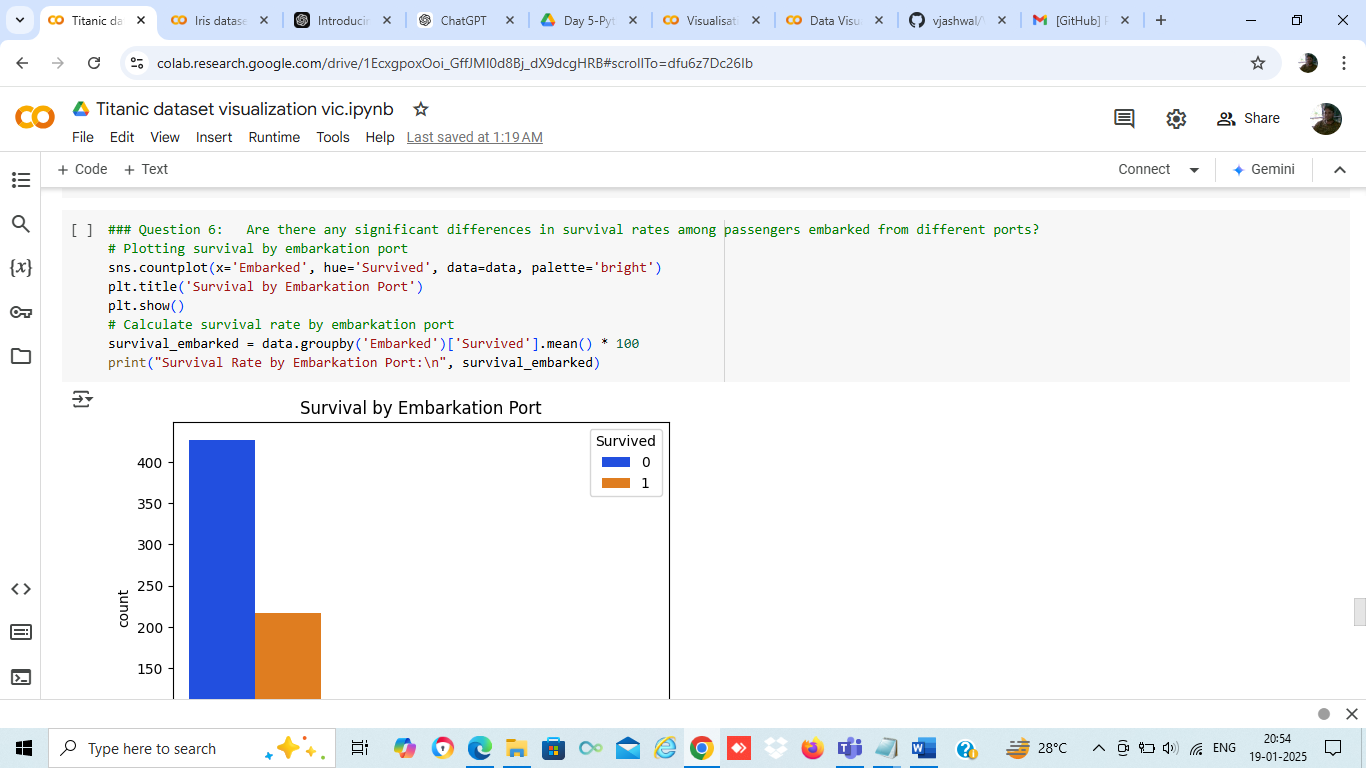 Titanic da
Iris datase
Introducin
ChatGPT
Day 5-Pyt
Visualisati
Data Visu
vjashwal/
[GitHub]
colab.research.google.com/drive/1EcxgpoxOoi_GffJMI0d8Bj_dX9dcgHRB#scrollTo=dfu6z7Dc26Ib
CO
Titanic dataset visualization vic.ipynb
File Edit View Insert Runtime Tools Help Last saved at 1:19 AM
Share
+ Code + Text
Connect
Gemini
[ ] ### Question 6:   Are there any significant differences in survival rates among passengers embarked from different ports?
# Plotting survival by embarkation port
sns.countplot(x='Embarked', hue='Survived', data=data, palette='bright')
plt.title('Survival by Embarkation Port')
plt.show()
# Calculate survival rate by embarkation port
survival_embarked = data.groupby('Embarked')['Survived'].mean() * 100
print("Survival Rate by Embarkation Port:\n", survival_embarked)
{x}
Survival by Embarkation Port
Survived
0
1
400
350
300
250
200
150
count
Type here to search
28°C
ENG
20:54
19-01-2025